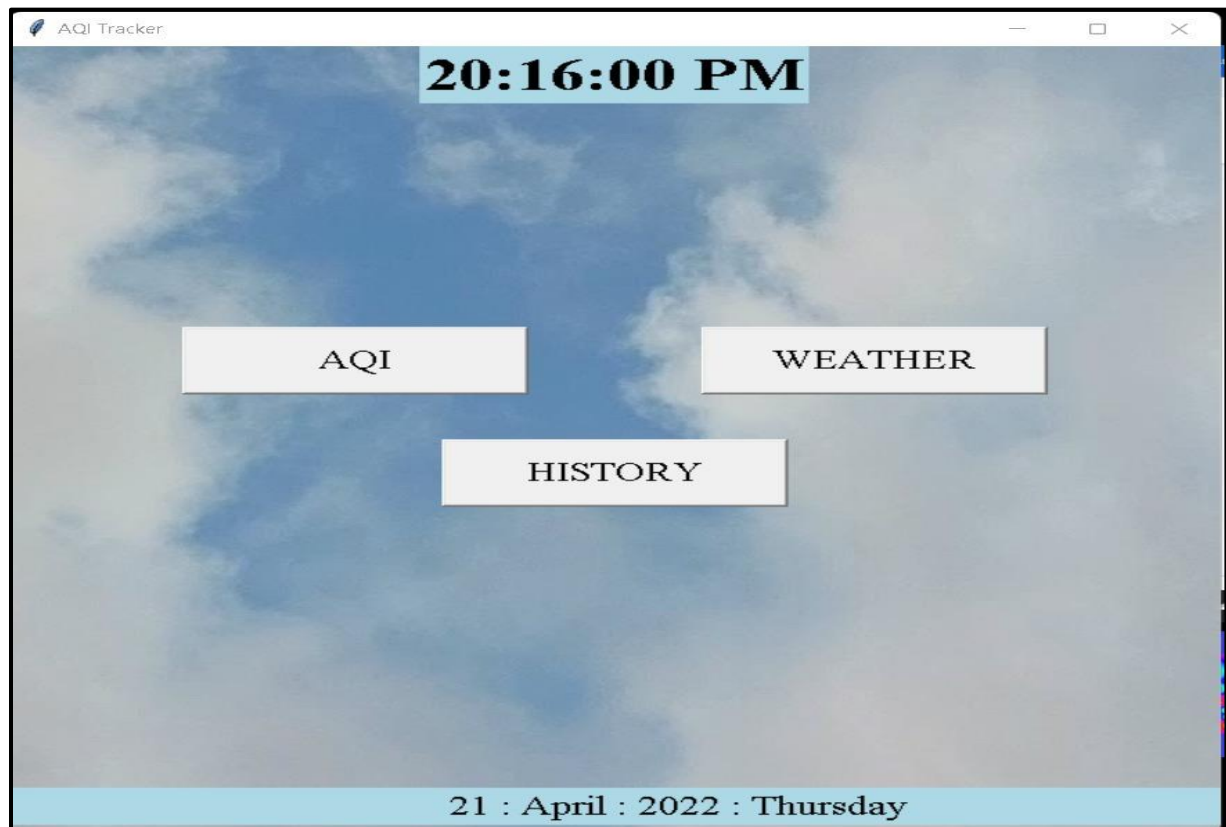 AQI Tracker
20:16:00 PM
AQI
WEATHER
HISTORY
21 : April : 2022 : Thursday